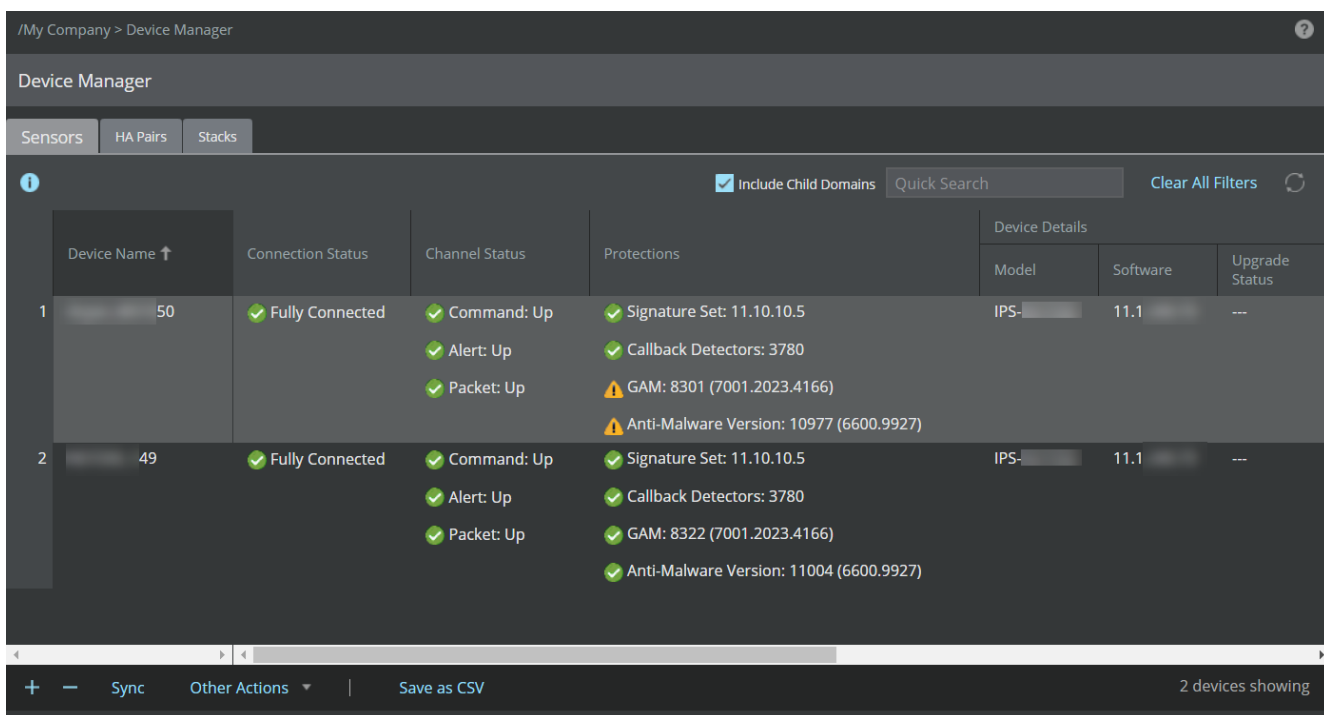 /My Company > Device Manager
?
Device Manager
Sensors HA Pairs Stacks
i
Include Child Domains Quick Search Clear All Filters
Device Details
Device Name Connection Status Channel Status Protections
Model Software Upgrade
Status
1 50 Fully Connected Command: Up Signature Set: 11.10.10.5 IPS- 11.1 ---
Alert: Up Callback Detectors: 3780
Packet: Up GAM: 8301 (7001.2023.4166)
Anti-Malware Version: 10977 (6600.9927)
2 49 Fully Connected Command: Up Signature Set: 11.10.10.5 IPS- 11.1 ---
Alert: Up Callback Detectors: 3780
Packet: Up GAM: 8322 (7001.2023.4166)
Anti-Malware Version: 11004 (6600.9927)
+ − Sync Other Actions | Save as CSV 2 devices showing